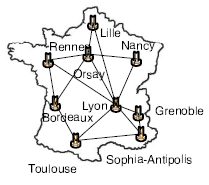 Lille
Rennes
Nancy
Orsay
Lyon
Grenoble
Bordeaux
Sophia-Antipolis
Toulouse